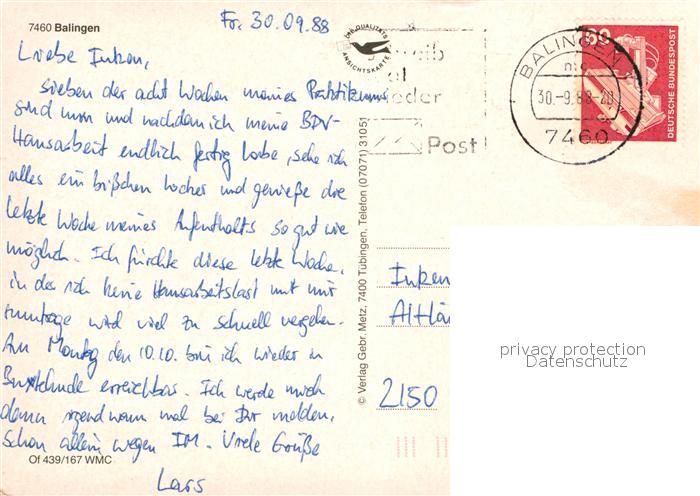 7460 Balingen
Fr. 30.09.88
Liebe Inken,
sieben der acht Wochen meines Praktikums
sind nun um und nachdem ich meine BDV-
Hausarbeit endlich fertig habe, sehe ich
alles ein bißchen locker und genieße die
letzte Woche meines Aufenthalts so gut wie
möglich. Ich fürchte diese letzte Woche,
in der ich keine Hausarbeitslast mit mir
rumtrage wird viel zu schnell vergehen.
Am Montag den 10.10. bin ich wieder in
Buxtehude erreichbar. Ich werde mich
dann irgendwann mal bei Dir melden,
schon allein wegen IM. Viele Grüße
Lars
Of 439/167 WMC
© Verlag Gebr. Metz, 7400 Tübingen, Telefon (07071) 31051
QUALITÄTS
ANSICHTSKARTE
Post
BALINGEN
30.-9.88-20
7460
60
DEUTSCHE BUNDESPOST
Inken
Altlän
2150
privacy protection
Datenschutz